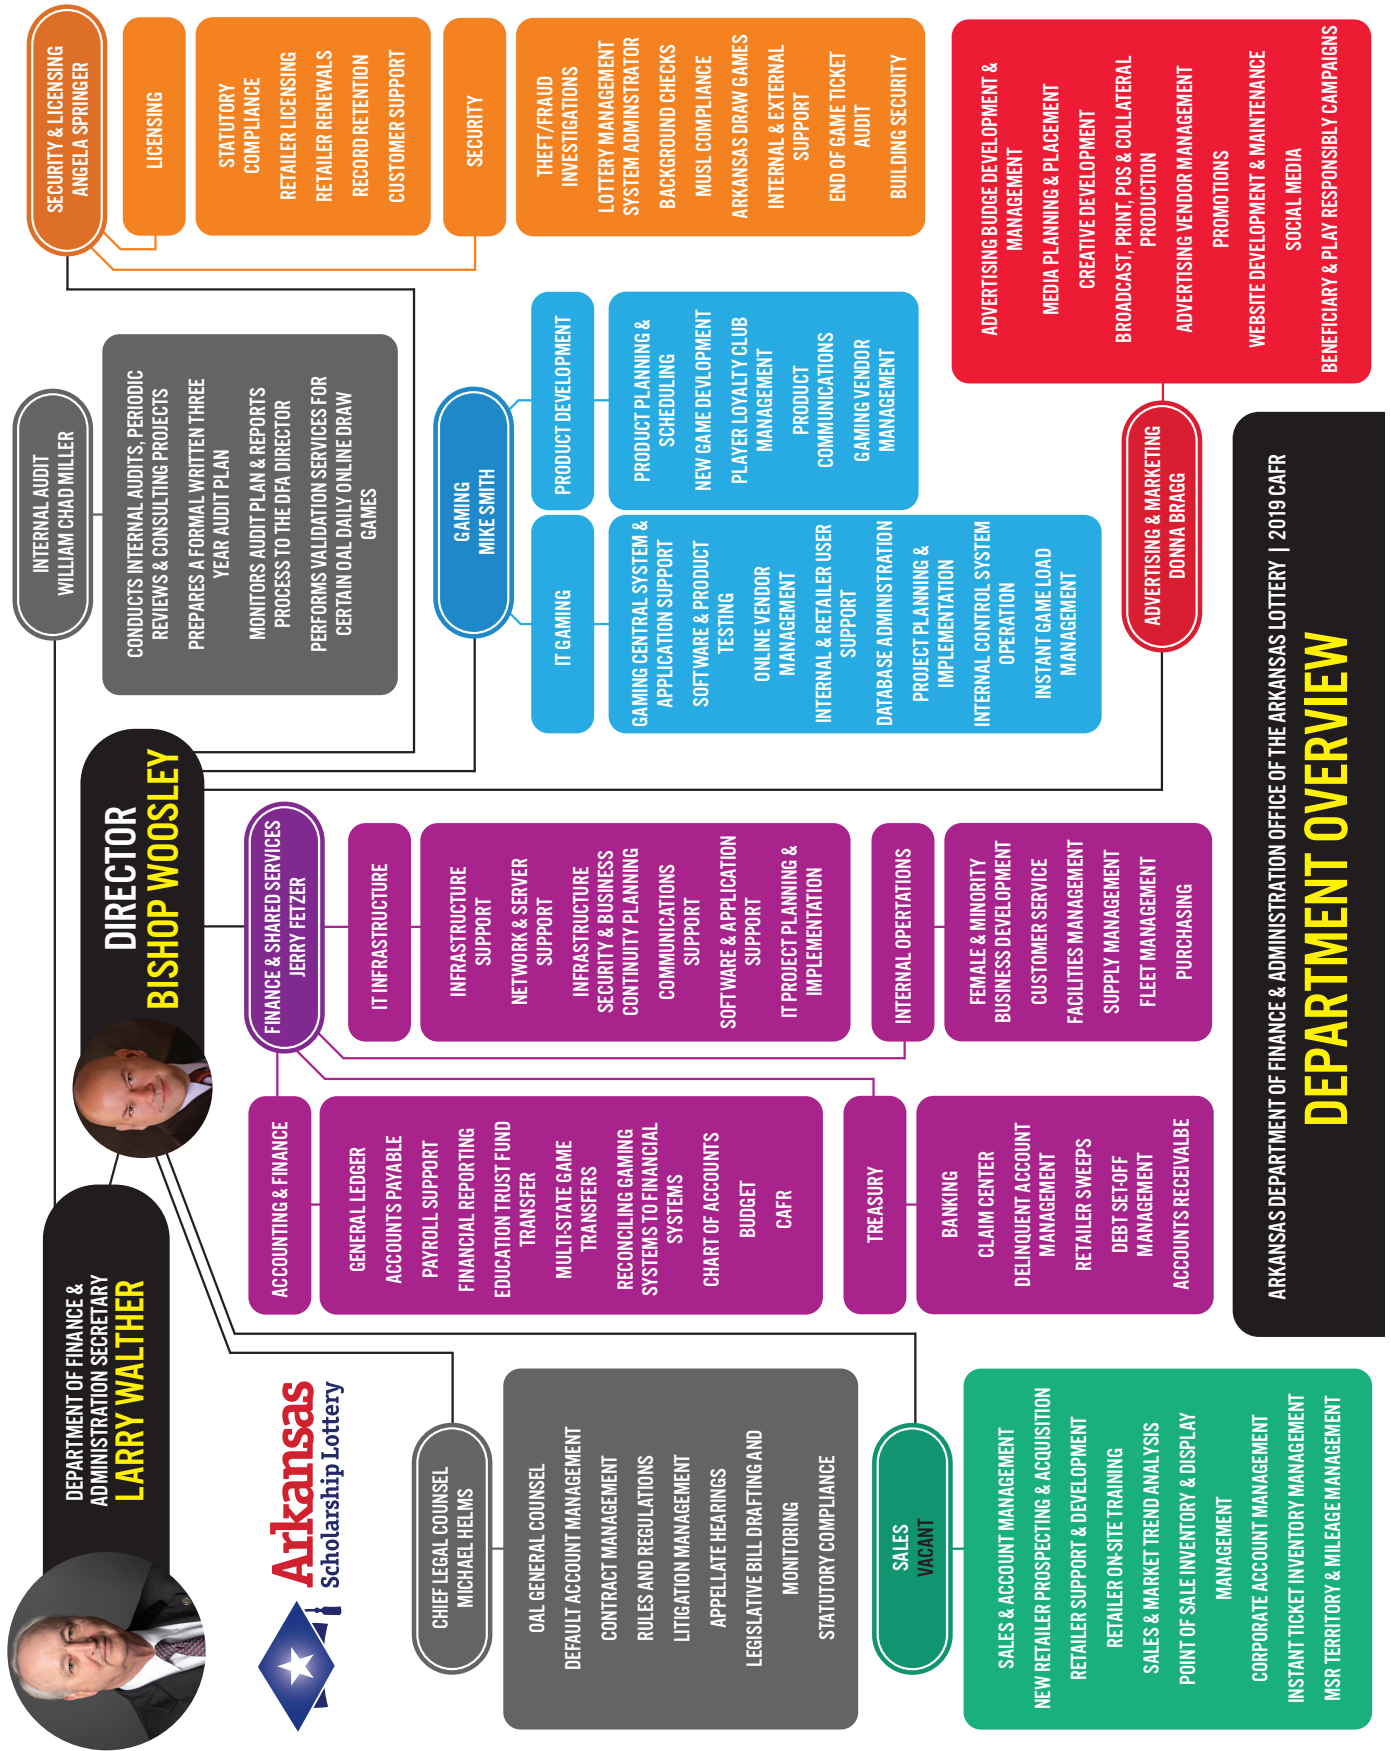 DEPARTMENT OF FINANCE &
ADMINISTRATION SECRETARY
LARRY WALTHER
DIRECTOR
BISHOP WOOSLEY
INTERNAL AUDIT
WILLIAM CHAD MILLER
CONDUCTS INTERNAL AUDITS, PERIODIC
REVIEWS & CONSULTING PROJECTS
PREPARES A FORMAL WRITTEN THREE
YEAR AUDIT PLAN
MONITORS AUDIT PLAN & REPORTS
PROCESS TO THE DFA DIRECTOR
PERFORMS VALIDATION SERVICES FOR
CERTAIN OAL DAILY ONLINE DRAW
GAMES
SECURITY & LICENSING
ANGELA SPRINGER
LICENSING
STATUTORY
COMPLIANCE
RETAILER LICENSING
RETAILER RENEWALS
RECORD RETENTION
CUSTOMER SUPPORT
SECURITY
THEFT/FRAUD
INVESTIGATIONS
LOTTERY MANAGEMENT
SYSTEM ADMINSTRATOR
BACKGROUND CHECKS
MUSL COMPLIANCE
ARKANSAS DRAW GAMES
INTERNAL & EXTERNAL
SUPPORT
END OF GAME TICKET
AUDIT
BUILDING SECURITY
Arkansas
Scholarship Lottery
CHIEF LEGAL COUNSEL
MICHAEL HELMS
OAL GENERAL COUNSEL
DEFAULT ACCOUNT MANAGEMENT
CONTRACT MANAGEMENT
RULES AND REGULATIONS
LITIGATION MANAGEMENT
APPELLATE HEARINGS
LEGISLATIVE BILL DRAFTING AND
MONITORING
STATUTORY COMPLIANCE
SALES
VACANT
SALES & ACCOUNT MANAGEMENT
NEW RETAILER PROSPECTING & ACQUISITION
RETAILER SUPPORT & DEVELOPMENT
RETAILER ON-SITE TRAINING
SALES & MARKET TREND ANALYSIS
POINT OF SALE INVENTORY & DISPLAY
MANAGEMENT
CORPORATE ACCOUNT MANAGEMENT
INSTANT TICKET INVENTORY MANAGEMENT
MSR TERRITORY & MILEAGE MANAGEMENT
FINANCE & SHARED SERVICES
JERRY FETZER
ACCOUNTING & FINANCE
GENERAL LEDGER
ACCOUNTS PAYABLE
PAYROLL SUPPORT
FINANCIAL REPORTING
EDUCATION TRUST FUND
TRANSFER
MULTI-STATE GAME
TRANSFERS
RECONCILING GAMING
SYSTEMS TO FINANCIAL
SYSTEMS
CHART OF ACCOUNTS
BUDGET
CAFR
TREASURY
BANKING
CLAIM CENTER
DELINQUENT ACCOUNT
MANAGEMENT
RETAILER SWEEPS
DEBT SET-OFF
MANAGEMENT
ACCOUNTS RECEIVALBE
IT INFRASTRUCTURE
INFRASTRUCTURE
SUPPORT
NETWORK & SERVER
SUPPORT
INFRASTRUCTURE
SECURITY & BUSINESS
CONTINUITY PLANNING
COMMUNICATIONS
SUPPORT
SOFTWARE & APPLICATION
SUPPORT
IT PROJECT PLANNING &
IMPLEMENTATION
INTERNAL OPERTATIONS
FEMALE & MINORITY
BUSINESS DEVELOPMENT
CUSTOMER SERVICE
FACILITIES MANAGEMENT
SUPPLY MANAGEMENT
FLEET MANAGEMENT
PURCHASING
GAMING
MIKE SMITH
IT GAMING
GAMING CENTRAL SYSTEM &
APPLICATION SUPPORT
SOFTWARE & PRODUCT
TESTING
ONLINE VENDOR
MANAGEMENT
INTERNAL & RETAILER USER
SUPPORT
DATABASE ADMINISTRATION
PROJECT PLANNING &
IMPLEMENTATION
INTERNAL CONTROL SYSTEM
OPERATION
INSTANT GAME LOAD
MANAGEMENT
PRODUCT DEVELOPMENT
PRODUCT PLANNING &
SCHEDULING
NEW GAME DEVLOPMENT
PLAYER LOYALTY CLUB
MANAGEMENT
PRODUCT
COMMUNICATIONS
GAMING VENDOR
MANAGEMENT
ADVERTISING & MARKETING
DONNA BRAGG
ADVERTISING BUDGET DEVELOPMENT &
MANAGEMENT
MEDIA PLANNING & PLACEMENT
CREATIVE DEVELOPMENT
BROADCAST, PRINT, POS & COLLATERAL
PRODUCTION
ADVERTISING VENDOR MANAGEMENT
PROMOTIONS
WEBSITE DEVELOPMENT & MAINTENANCE
SOCIAL MEDIA
BENEFICIARY & PLAY RESPONSIBLY CAMPAIGNS
ARKANSAS DEPARTMENT OF FINANCE & ADMINISTRATION OFFICE OF THE ARKANSAS LOTTERY | 2019 CAFR
DEPARTMENT OVERVIEW